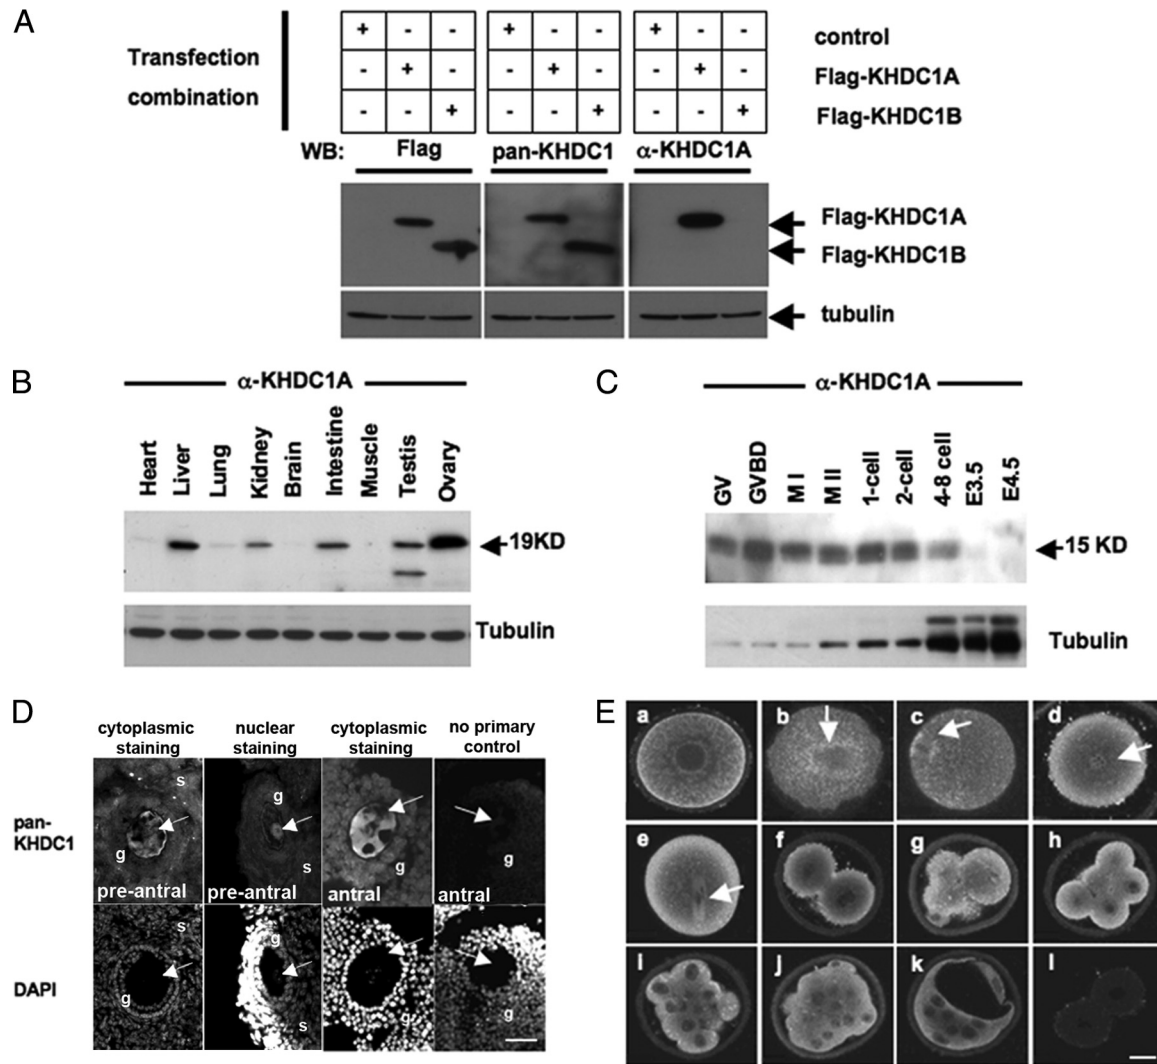 A
Transfection
combination
+ - - + - - + - -
- + - - + - - + -
- - + - - + - - +
control
Flag-KHDC1A
Flag-KHDC1B
WB: Flag pan-KHDC1 α-KHDC1A
Flag-KHDC1A
Flag-KHDC1B
tubulin
B
α-KHDC1A
Heart
Liver
Lung
Kidney
Brain
Intestine
Muscle
Testis
Ovary
19KD
Tubulin
C
α-KHDC1A
GV
GVBD
M I
M II
1-cell
2-cell
4-8 cell
E3.5
E4.5
15 KD
Tubulin
D
cytoplasmic
staining
nuclear
staining
cytoplasmic
staining
no primary
control
pan-
KHDC1
s
g
pre-antral
g
s
pre-antral
g
antral
g
antral
DAPI
s
g
g
s
g
g
E
a
b
c
d
e
f
g
h
i
j
k
l